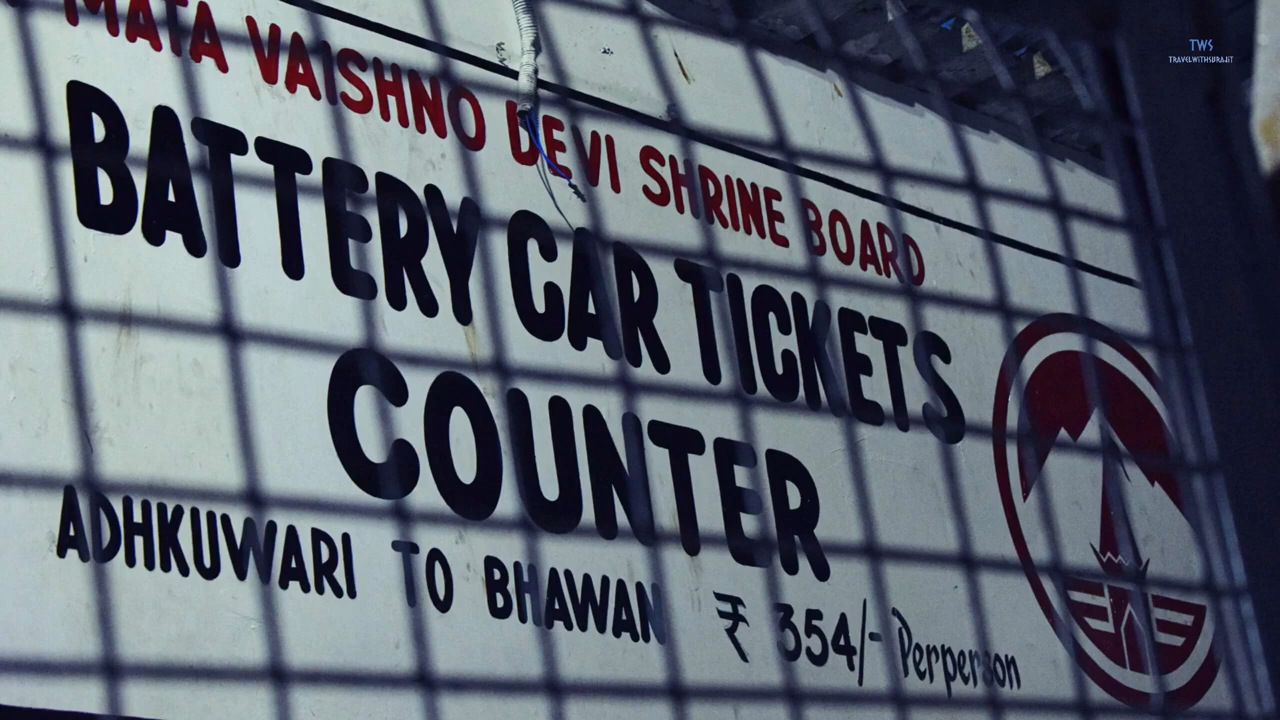 MATA VAISHNO DEVI SHRINE BOARD
BATTERY CAR TICKETS
COUNTER
ADHKUWARI TO BHAWAN ₹ 354/- Perperson
TWS
TRAVELWITHSURAJIT